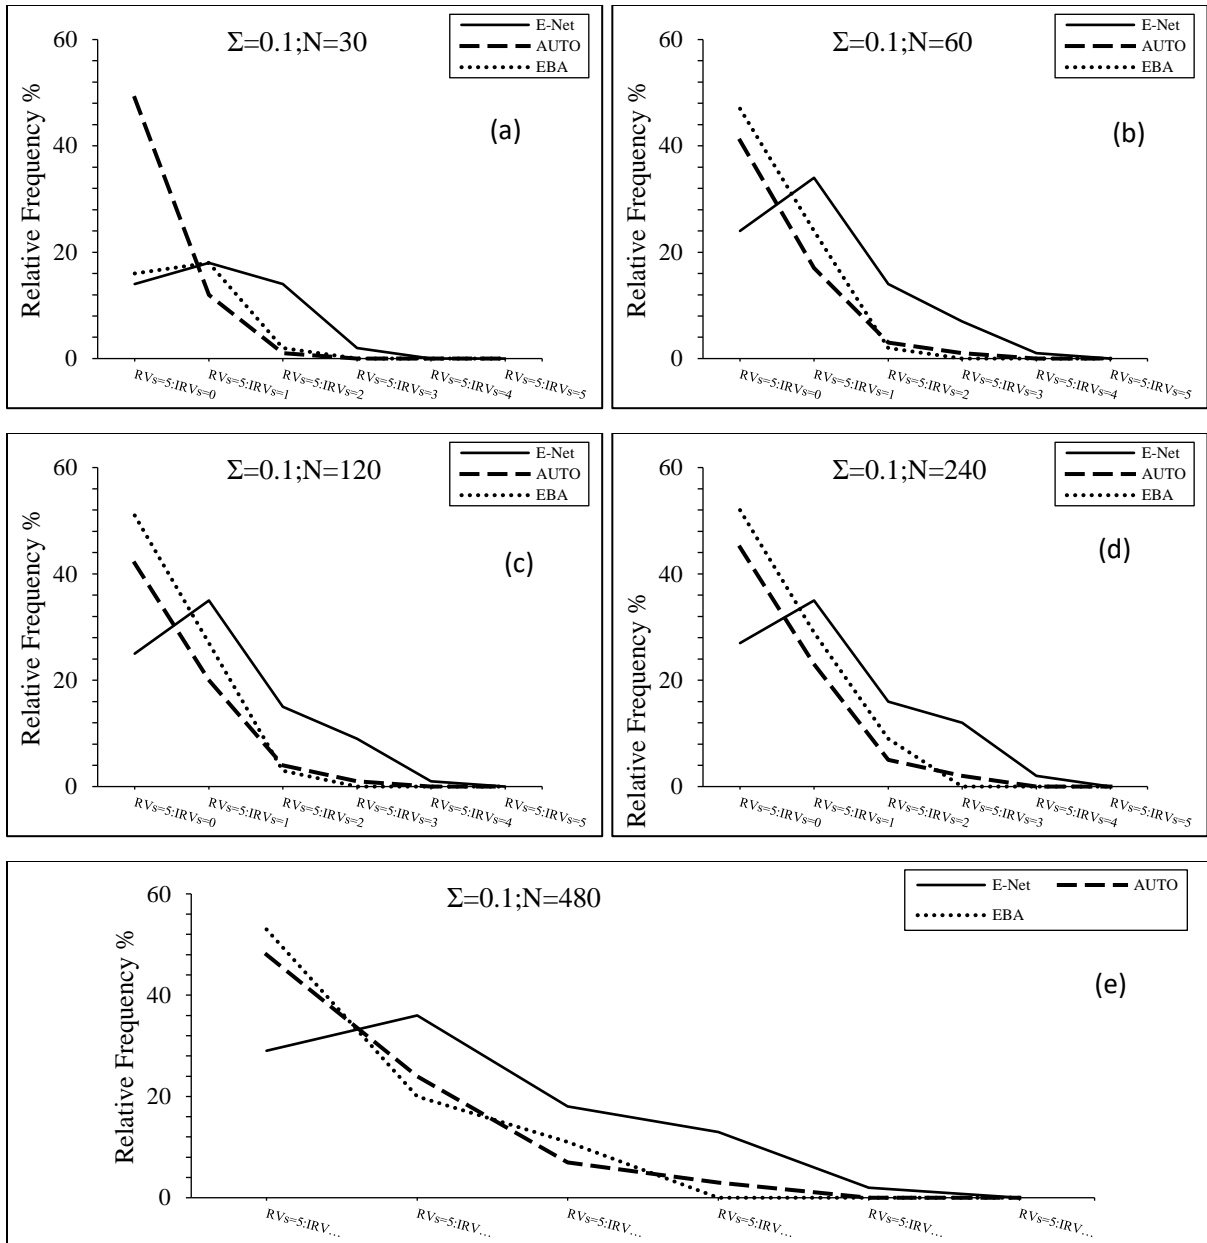 Σ=0.1;N=30
E-Net
AUTO
EBA
(a)
Relative Frequency %
60
40
20
0
RVs=5:IRVs=0
RVs=5:IRVs=1
RVs=5:IRVs=2
RVs=5:IRVs=3
RVs=5:IRVs=4
RVs=5:IRVs=5
Σ=0.1;N=60
E-Net
AUTO
EBA
(b)
Relative Frequency %
60
40
20
0
RVs=5:IRVs=0
RVs=5:IRVs=1
RVs=5:IRVs=2
RVs=5:IRVs=3
RVs=5:IRVs=4
RVs=5:IRVs=5
Σ=0.1;N=120
E-Net
AUTO
EBA
(c)
Relative Frequency %
60
40
20
0
RVs=5:IRVs=0
RVs=5:IRVs=1
RVs=5:IRVs=2
RVs=5:IRVs=3
RVs=5:IRVs=4
RVs=5:IRVs=5
Σ=0.1;N=240
E-Net
AUTO
EBA
(d)
Relative Frequency %
60
40
20
0
RVs=5:IRVs=0
RVs=5:IRVs=1
RVs=5:IRVs=2
RVs=5:IRVs=3
RVs=5:IRVs=4
RVs=5:IRVs=5
Σ=0.1;N=480
E-Net
AUTO
EBA
(e)
Relative Frequency %
60
40
20
0
RVs=5:IRV…
RVs=5:IRV…
RVs=5:IRV…
RVs=5:IRV…
RVs=5:IRV…
RVs=5:IRV…